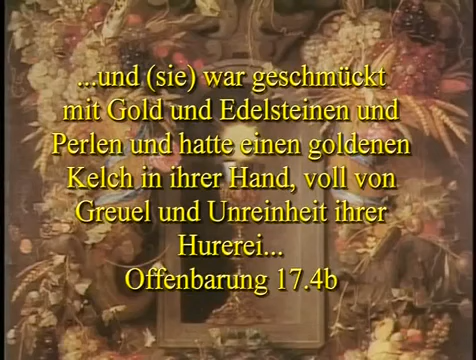 ...und (sie) war geschmückt
mit Gold und Edelsteinen und
Perlen und hatte einen goldenen
Kelch in ihrer Hand, voll von
Greuel und Unreinheit ihrer
Hurerei...
Offenbarung 17.4b